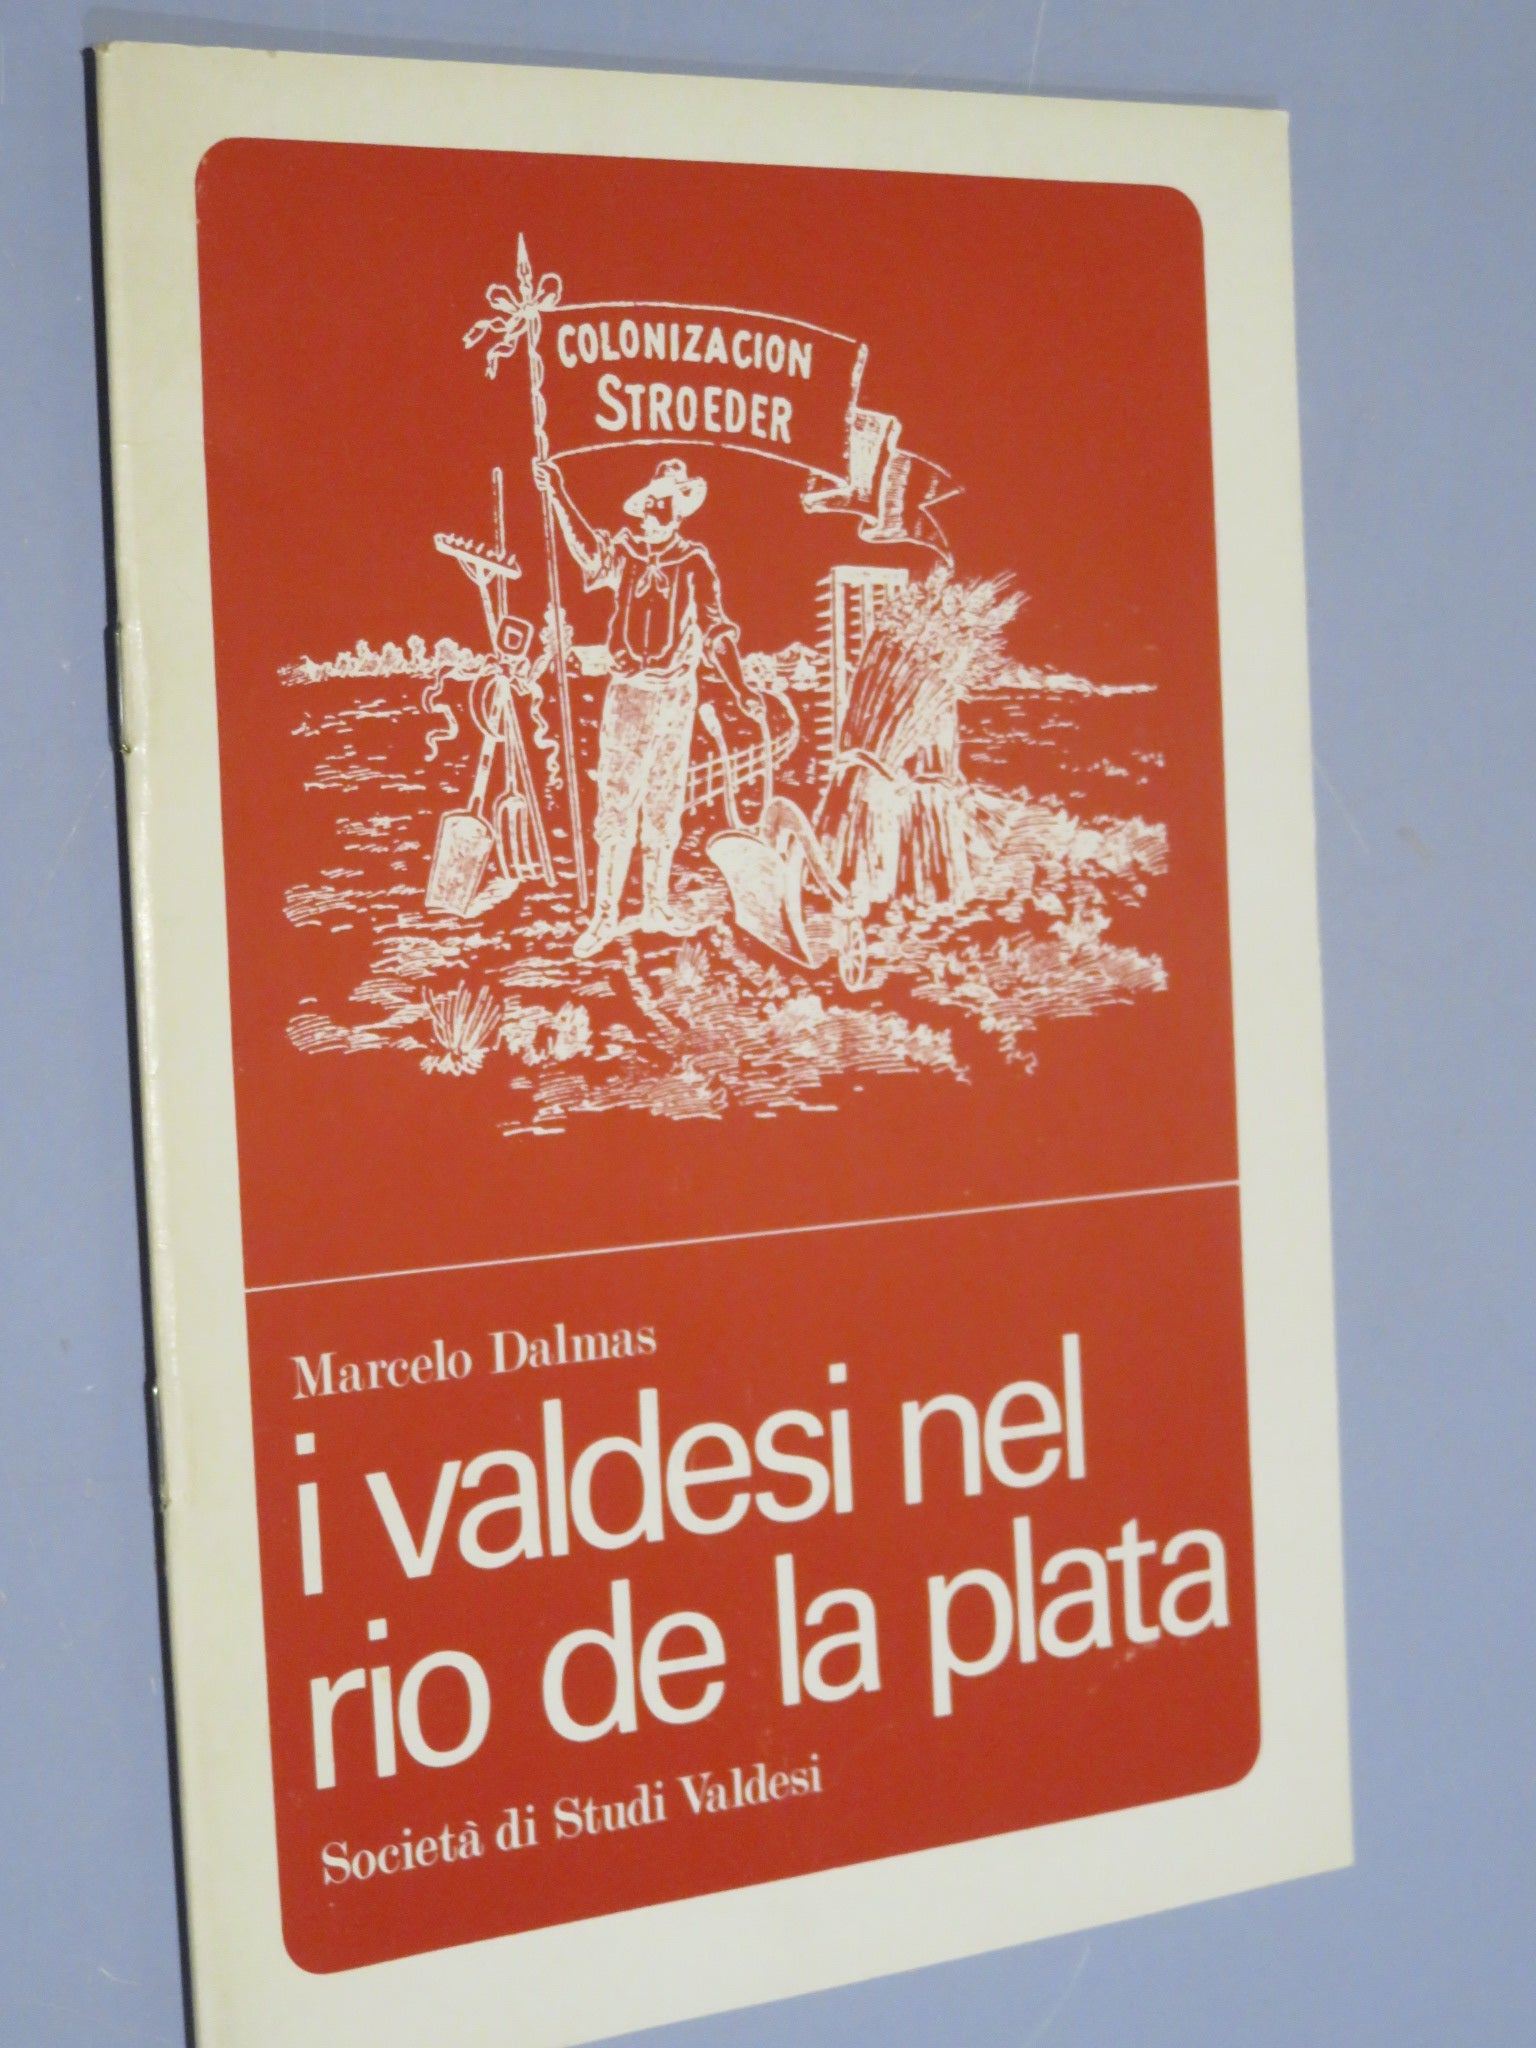 COLONIZACION
STROEDER
Marcelo Dalmas
i valdesi nel
rio de la plata
Società di Studi Valdesi